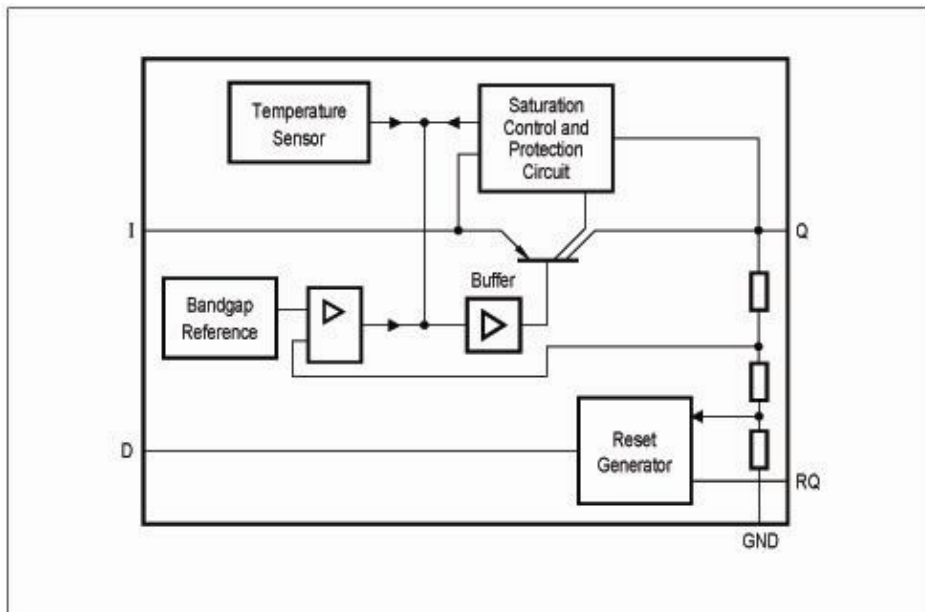 Temperature
Sensor
Saturation
Control and
Protection
Circuit
I
Q
Buffer
Bandgap
Reference
D
Reset
Generator
RQ
GND